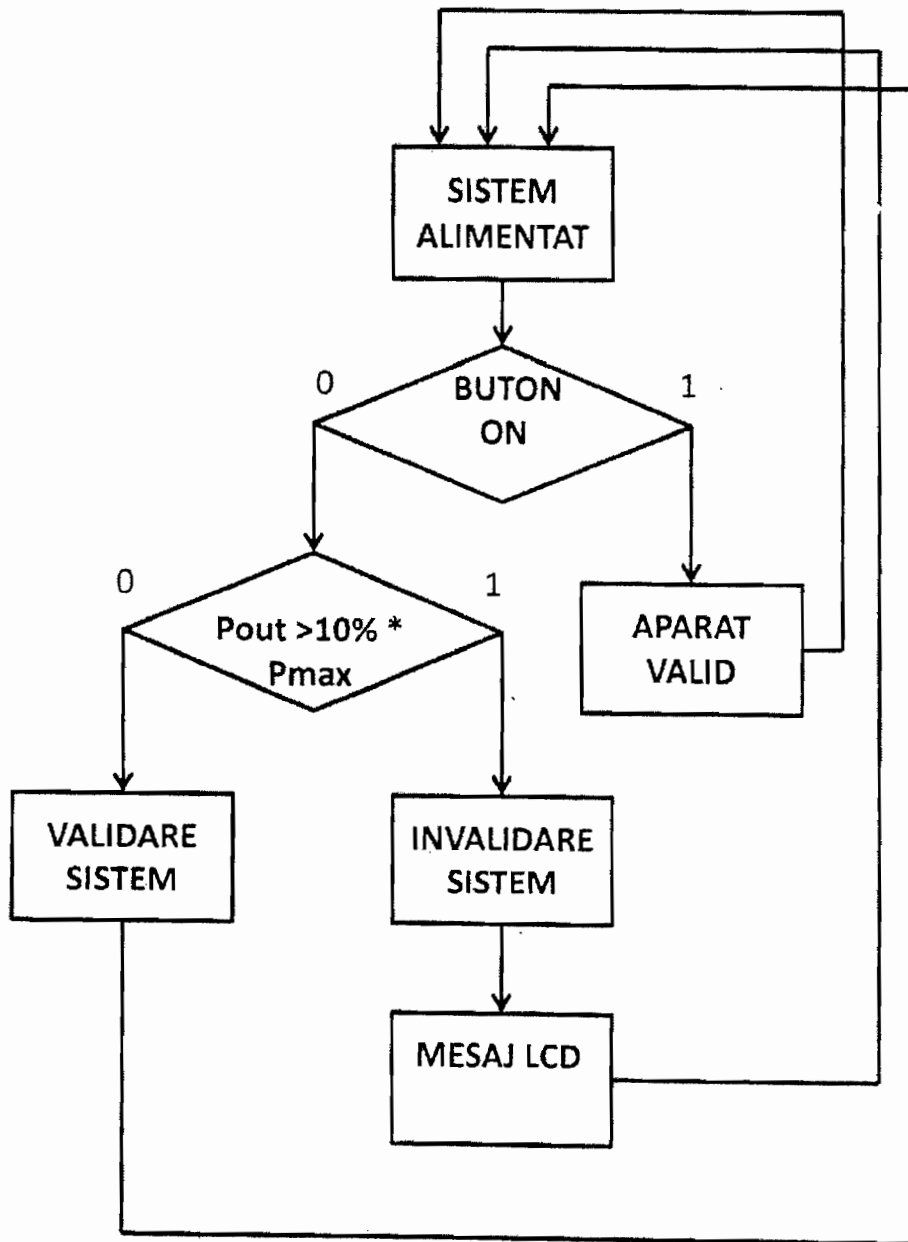 SISTEM
ALIMENTAT
0
1
BUTON
ON
0
1
Pout >10% *
Pmax
APARAT
VALID
VALIDARE
SISTEM
INVALIDARE
SISTEM
MESAJ LCD